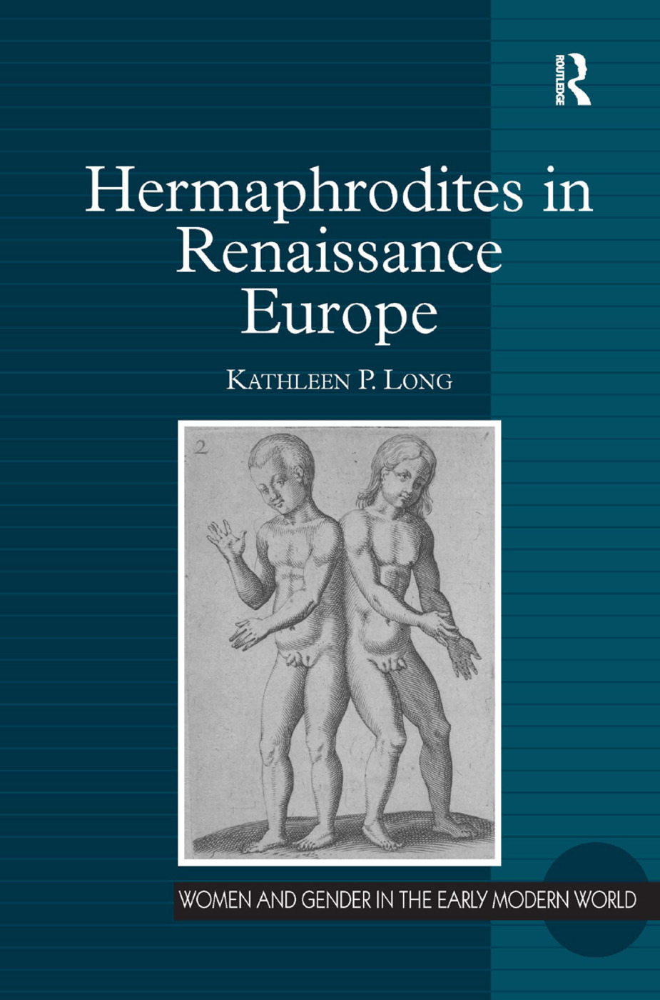 ROUTLEDGE
Hermaphrodites in
Renaissance
Europe
KATHLEEN P. LONG
2
WOMEN AND GENDER IN THE EARLY MODERN WORLD